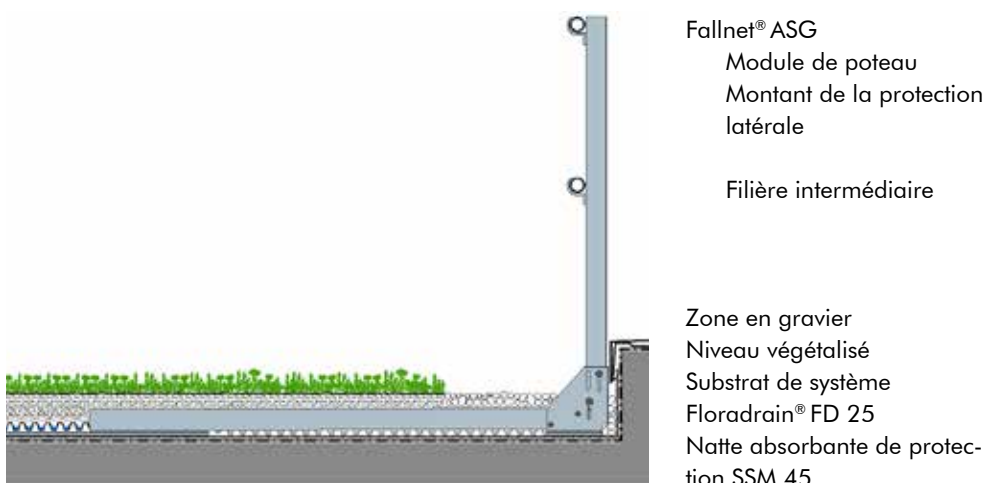 Fallnet® ASG
Module de poteau
Montant de la protection
latérale
Filière intermédiaire
Zone en gravier
Niveau végétalisé
Substrat de système
Floradrain® FD 25
Natte absorbante de protec-
tion SSM 45